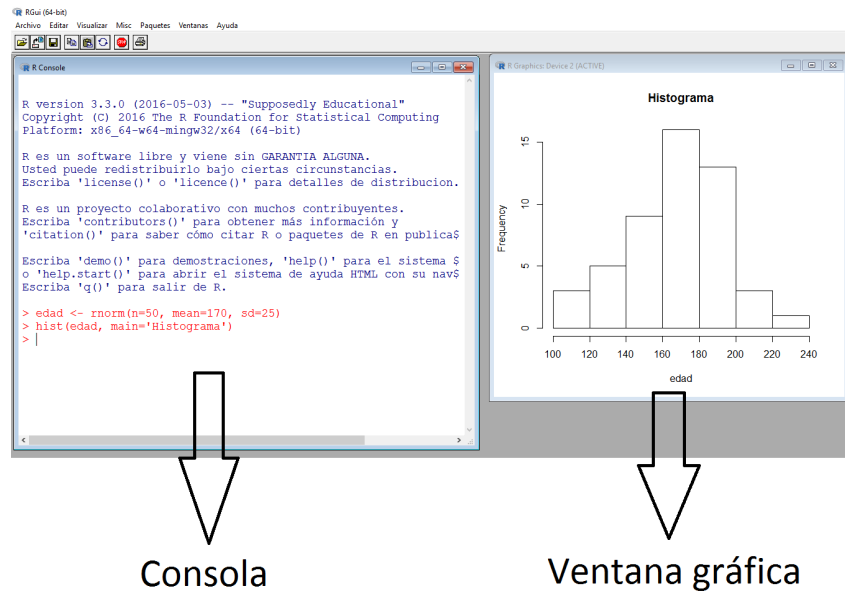 RGui (64-bit)
Archivo Editar Visualizar Misc Paquetes Ventanas Ayuda
R Console
R version 3.3.0 (2016-05-03) -- "Supposedly Educational"
Copyright (C) 2016 The R Foundation for Statistical Computing
Platform: x86_64-w64-mingw32/x64 (64-bit)
R es un software libre y viene sin GARANTIA ALGUNA.
Usted puede redistribuirlo bajo ciertas circunstancias.
Escriba 'license()' o 'licence()' para detalles de distribucion.
R es un proyecto colaborativo con muchos contribuyentes.
Escriba 'contributors()' para obtener más información y
'citation()' para saber cómo citar R o paquetes de R en publica$
Escriba 'demo()' para demostraciones, 'help()' para el sistema $
o 'help.start()' para abrir el sistema de ayuda HTML con su nav$
Escriba 'q()' para salir de R.
> edad <- rnorm(n=50, mean=170, sd=25)
> hist(edad, main='Histograma')
>
R Graphics: Device 2 (ACTIVE)
Histograma
Frequency
15
10
5
0
100 120 140 160 180 200 220 240
edad
Consola
Ventana gráfica